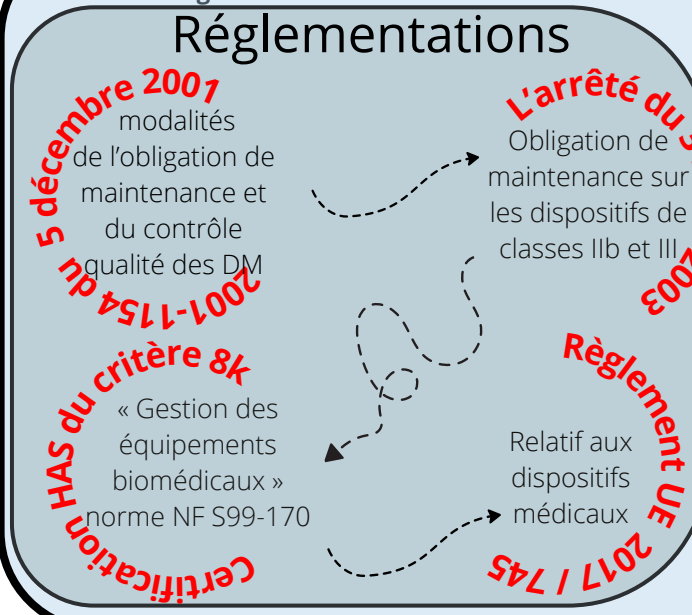 Réglementations
2001-1154 du 5 décembre 2001
modalités
de l'obligation de
maintenance et
du contrôle
qualité des DM
L'arrêté du 3
2003
Obligation de
maintenance sur
les dispositifs de
classes IIb et III
Certification HAS du critère 8k
« Gestion des
équipements
biomédicaux »
norme NF S99-170
Règlement UE 2017 / 745
Relatif aux
dispositifs
médicaux